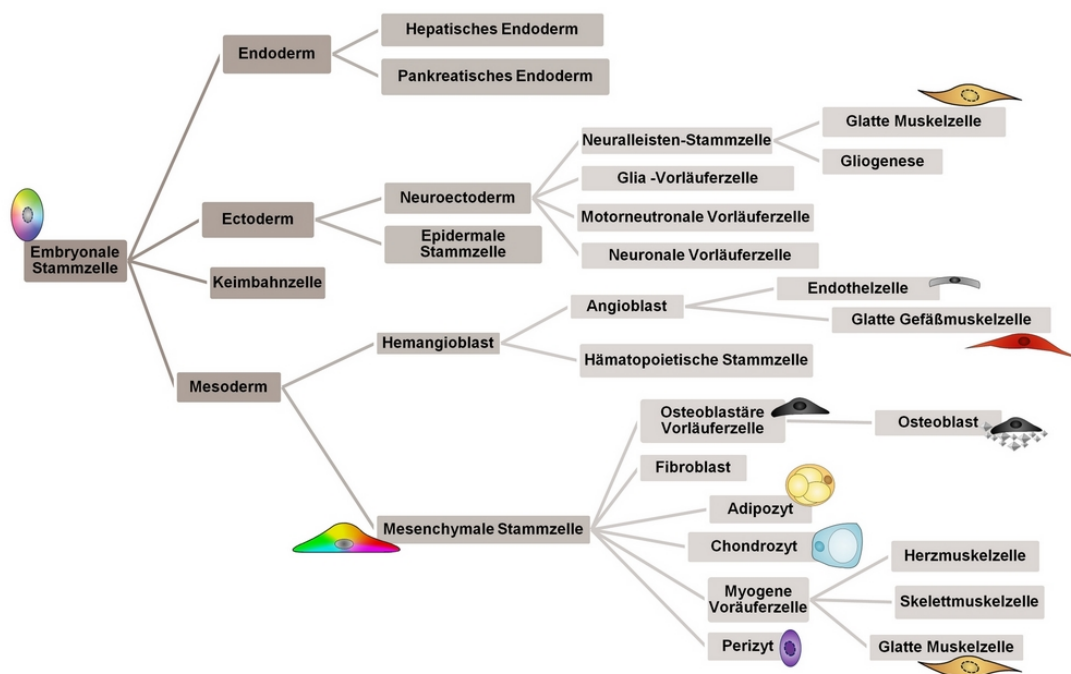 Hepatisches Endoderm
Endoderm
Pankreatisches Endoderm
Glatte Muskelzelle
Neuralleisten-Stammzelle
Gliogenese
Glia -Vorläuferzelle
Neuroectoderm
Ectoderm
Motorneutronale Vorläuferzelle
Epidermale
Stammzelle
Neuronale Vorläuferzelle
Embryonale
Stammzelle
Keimbahnzelle
Endothelzelle
Angioblast
Glatte Gefäßmuskelzelle
Hemangioblast
Hämatopoietische Stammzelle
Mesoderm
Osteoblastäre
Vorläuferzelle
Osteoblast
Fibroblast
Adipozyt
Mesenchymale Stammzelle
Chondrozyt
Herzmuskelzelle
Myogene
Voräuferzelle
Skelettmuskelzelle
Perizyt
Glatte Muskelzelle